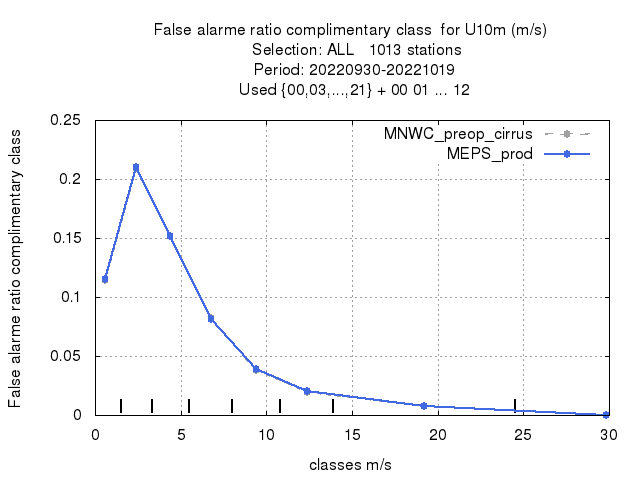 False alarme ratio complimentary class  for U10m (m/s)
Selection: ALL   1013 stations
Period: 20220930-20221019
Used {00,03,...,21} + 00 01 ... 12
MNWC_preop_cirrus
MEPS_prod
False alarme ratio complimentary class
0.25
0.2
0.15
0.1
0.05
0
0 5 10 15 20 25 30
classes m/s